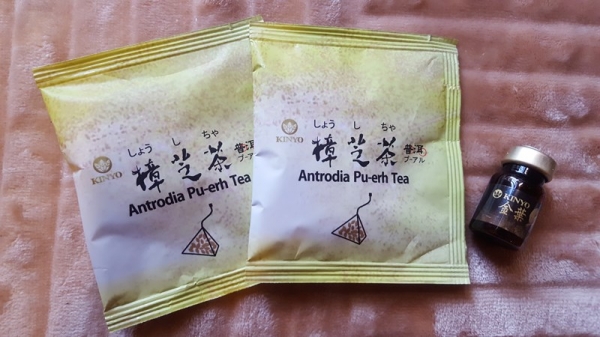 しょう し ちゃ
KINYO
樟芝茶 普洱
プーアル
Antrodia Pu-erh Tea
しょう し ちゃ
KINYO
樟芝茶 普洱
プーアル
Antrodia Pu-erh Tea
KINYO
金葉